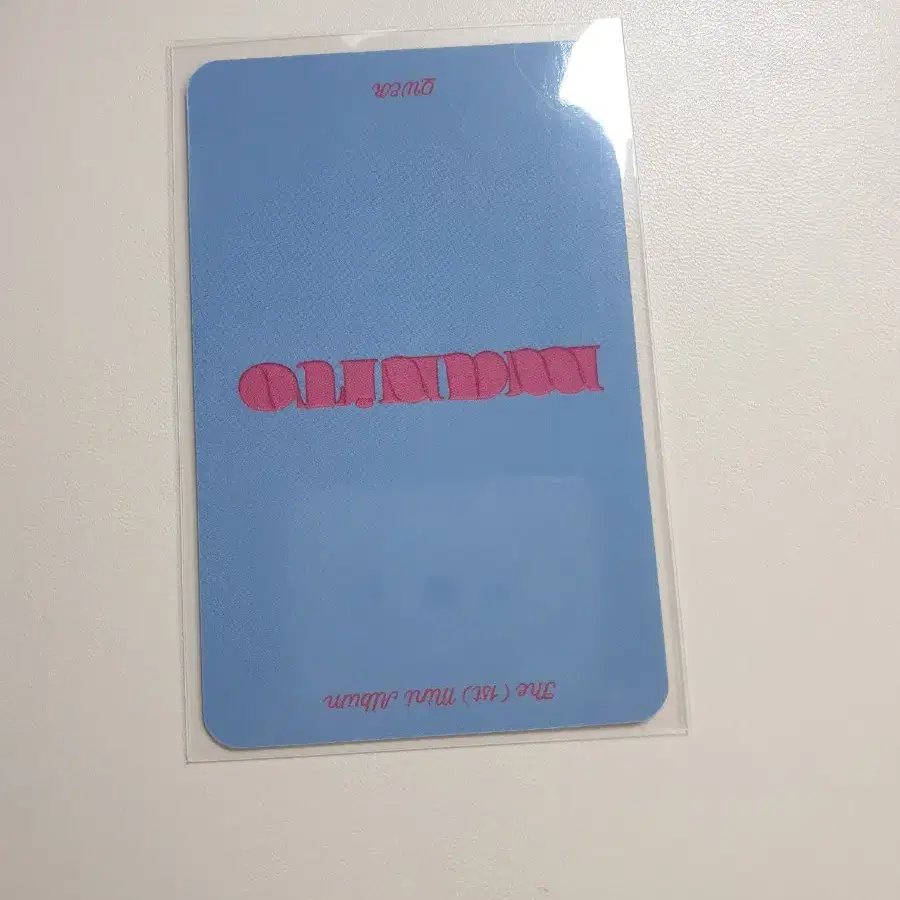 The (1st) Mini Album
manito
QWER